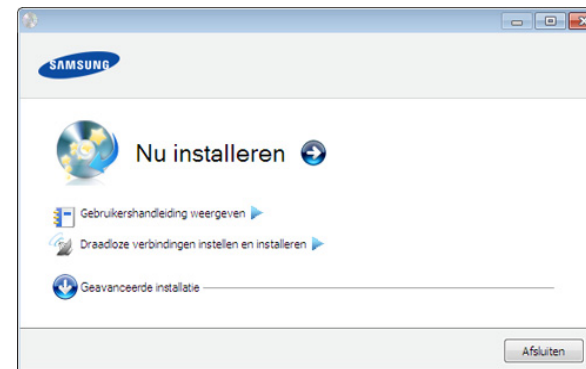 SAMSUNG
Nu installeren
Gebruikershandleiding weergeven
Draadloze verbindingen instellen en installeren
Geavanceerde installatie
Afsluiten